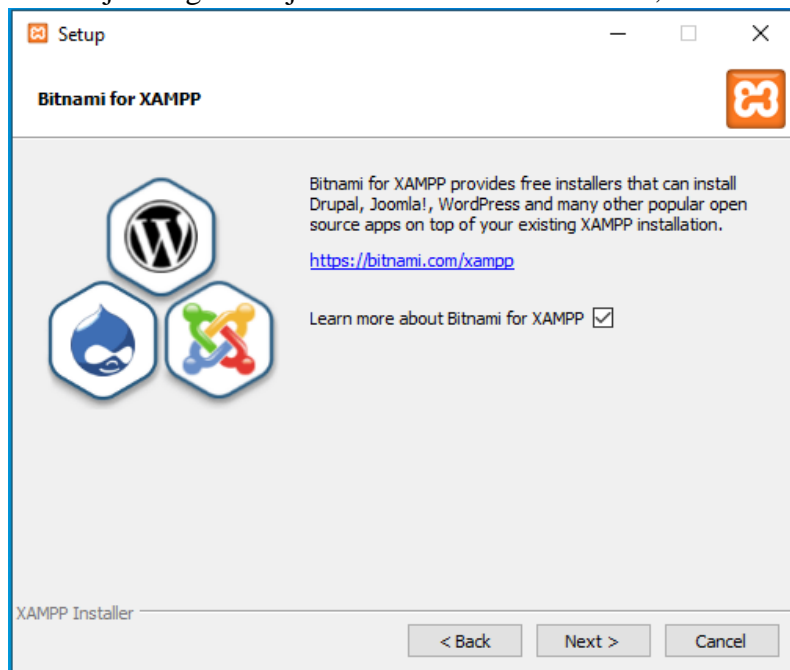 Setup
Bitnami for XAMPP
Bitnami for XAMPP provides free installers that can install
Drupal, Joomla!, WordPress and many other popular open
source apps on top of your existing XAMPP installation.
https://bitnami.com/xampp
Learn more about Bitnami for XAMPP
XAMPP Installer
< Back
Next >
Cancel